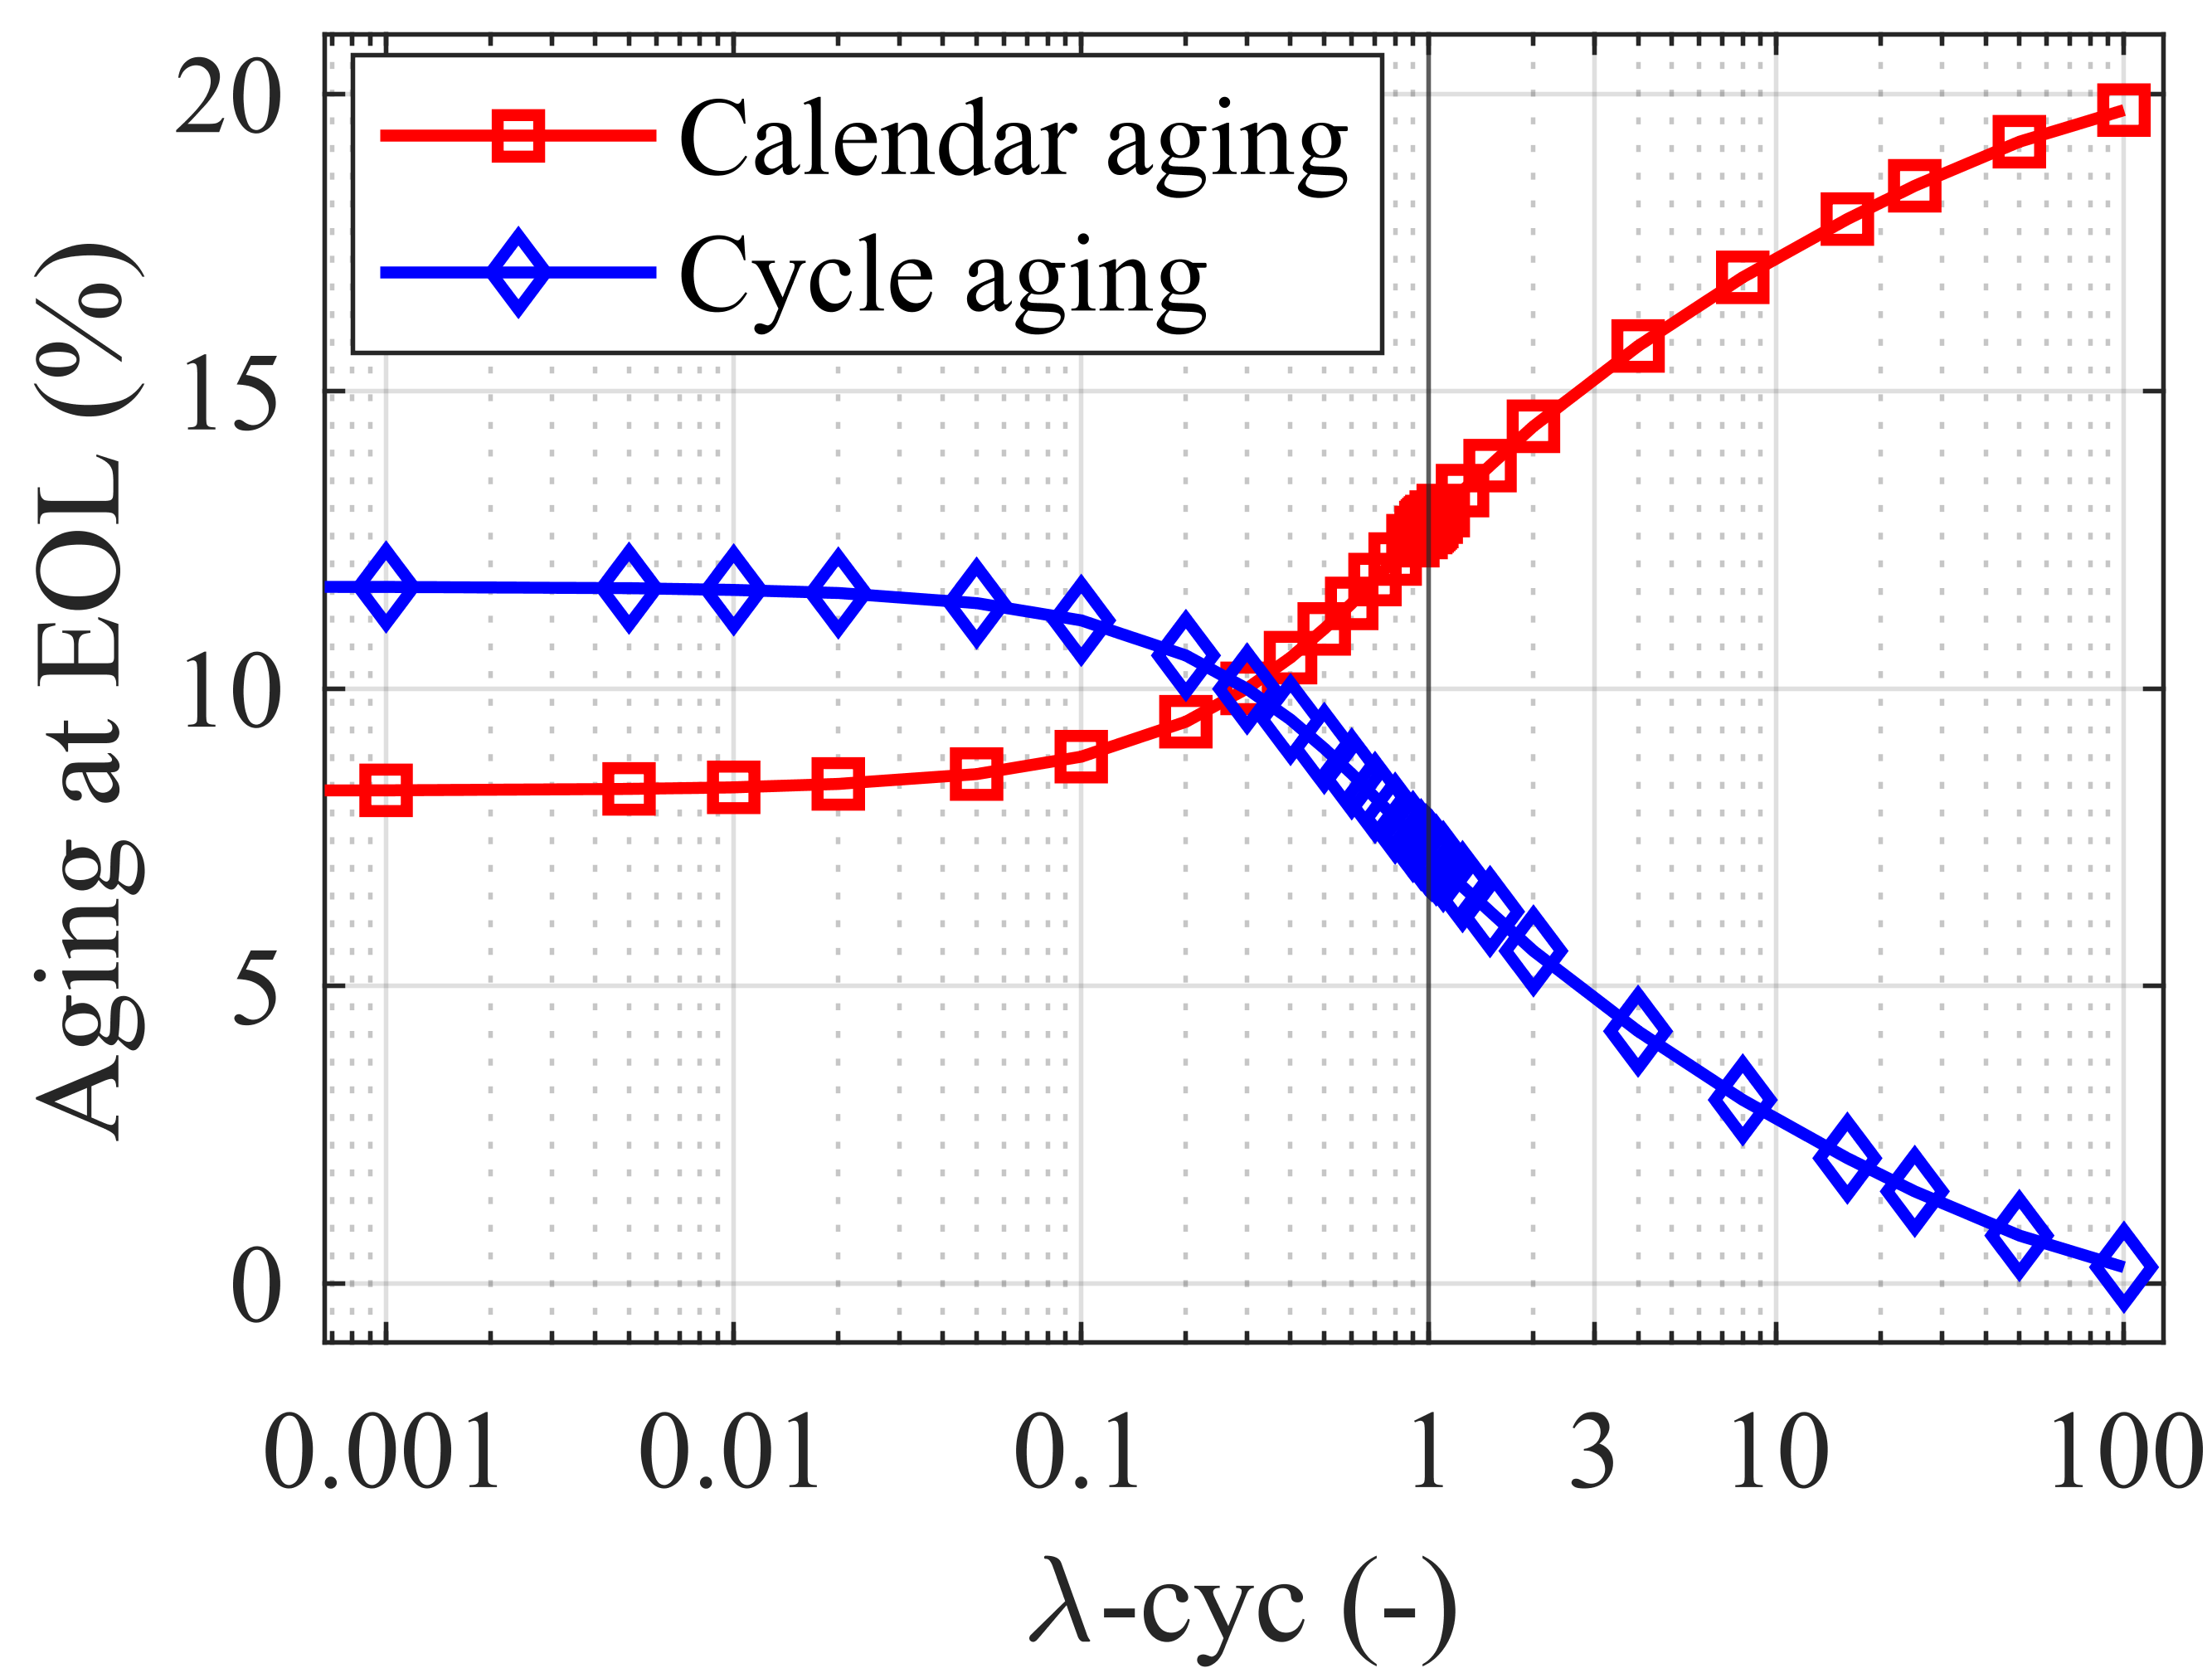 Calendar aging
Cycle aging
Aging at EOL (%)
20
15
10
5
0
0.001 0.01 0.1 1 3 10 100
λ-cyc (-)